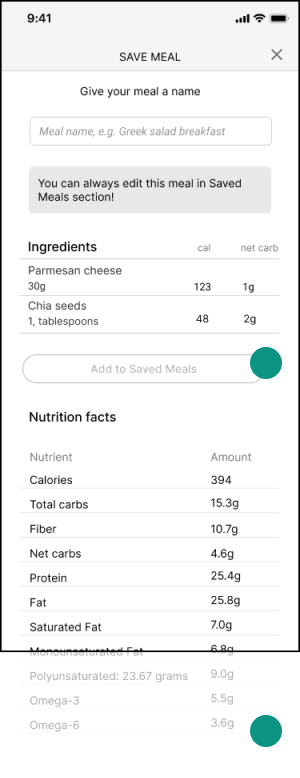 9:41
SAVE MEAL
Give your meal a name
Meal name, e.g. Greek salad breakfast
You can always edit this meal in Saved
Meals section!
Ingredients cal net carb
Parmesan cheese
30g 123 1g
Chia seeds
1, tablespoons 48 2g
Add to Saved Meals
Nutrition facts
Nutrient Amount
Calories 394
Total carbs 15.3g
Fiber 10.7g
Net carbs 4.6g
Protein 25.4g
Fat 25.8g
Saturated Fat 7.0g
Monounsaturated Fat 6.8g
Polyunsaturated: 23.67 grams 9.0g
Omega-3 5.5g
Omega-6 3.6g